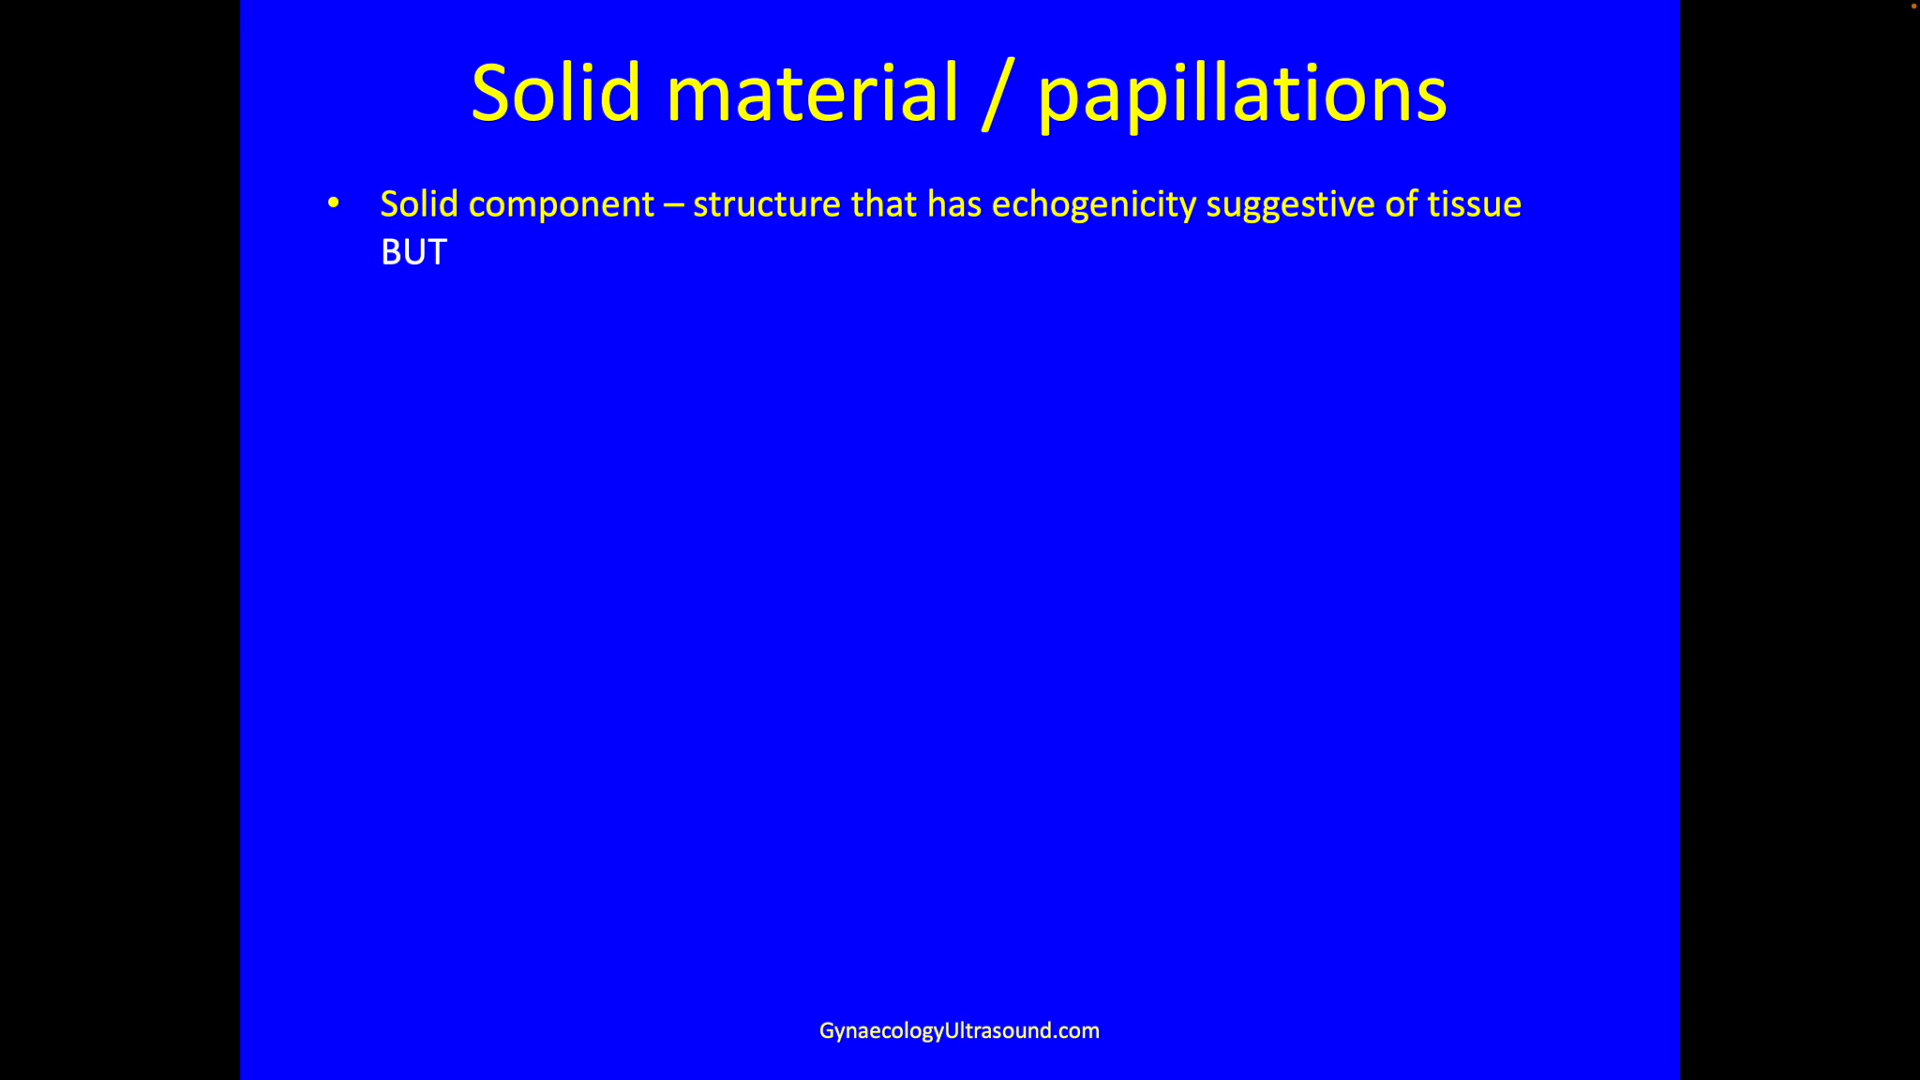 Solid material / papillations
• Solid component – structure that has echogenicity suggestive of tissue
BUT
GynaecologyUltrasound.com